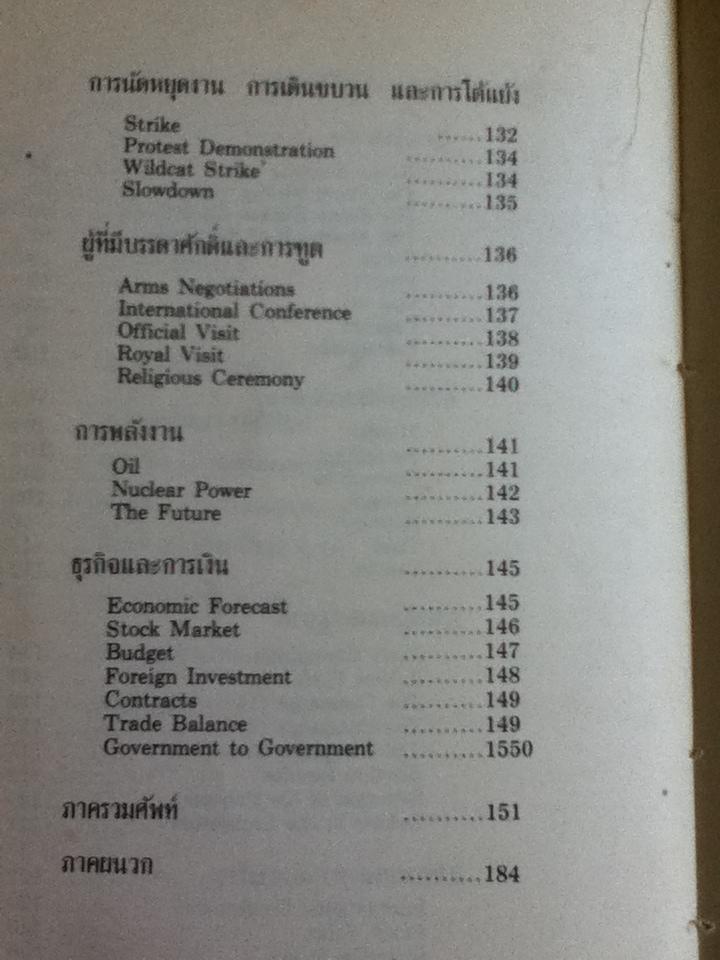 การนัดหยุดงาน การเดินขบวน และการโต้แย้ง
Strike .......132
Protest Demonstration ..........134
Wildcat Strike ..........134
Slowdown ..........135
ผู้ที่มีบรรดาศักดิ์และการทูต ..........136
Arms Negotiations ..........136
International Conference ..........137
Official Visit ..........138
Royal Visit ..........139
Religious Ceremony ..........140
การพลังงาน ..........141
Oil ..........141
Nuclear Power ..........142
The Future ..........143
ธุรกิจและการเงิน ..........145
Economic Forecast ..........145
Stock Market ..........146
Budget ..........147
Foreign Investment ..........148
Contracts ..........149
Trade Balance ..........149
Government to Government ..........1550
ภาครวมศัพท์ ..........151
ภาคผนวก ..........184